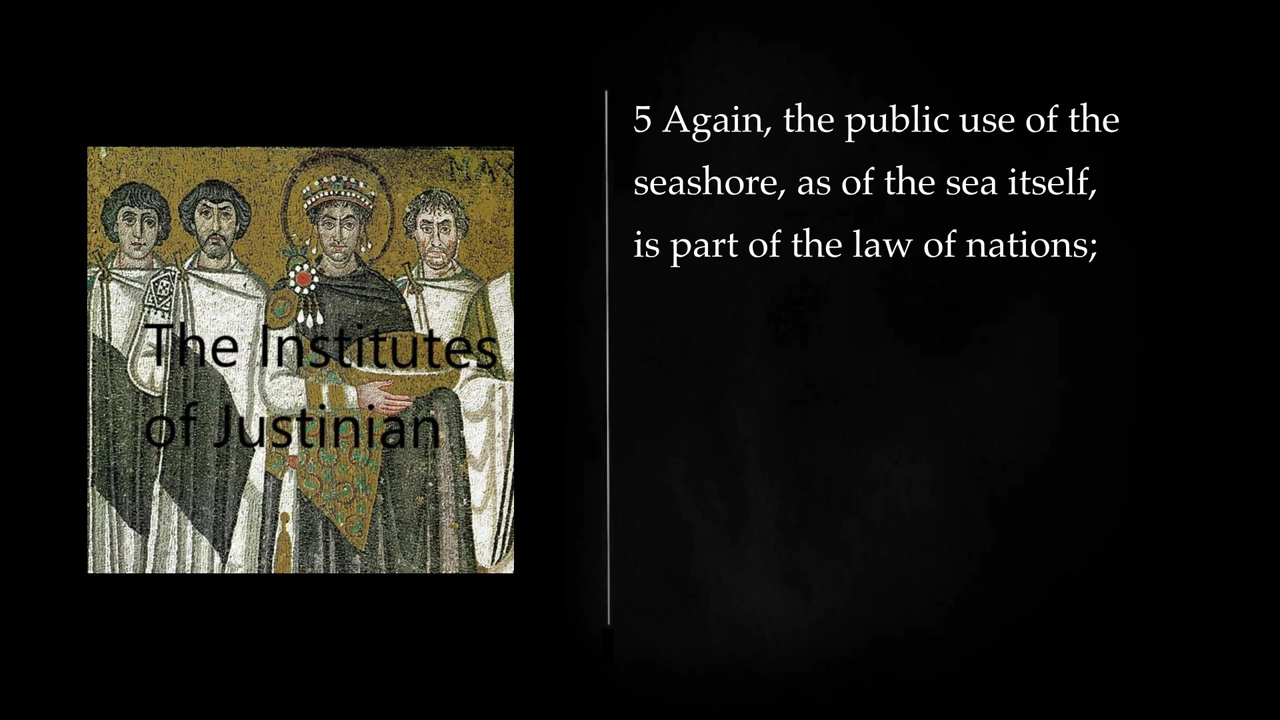 MAX
The Institutes
of Justinian
5 Again, the public use of the
seashore, as of the sea itself,
is part of the law of nations;